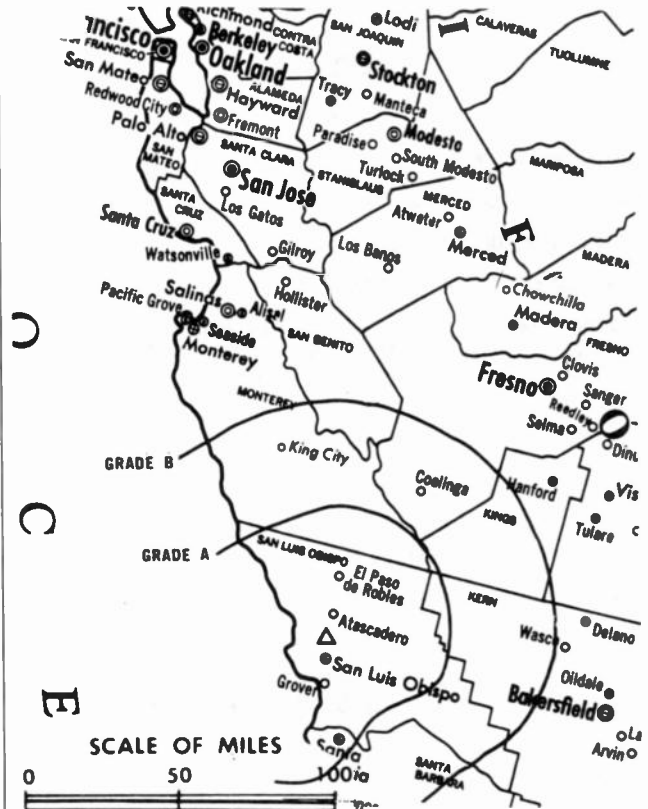 Richmond
CONTRA
COSTA
Lodi
SAN JOAQUIN
CALAVERAS
I
TUOLUMNE
ncisco
FRANCISCO
Berkeley
Oakland
Stockton
San Mateo
ALAMEDA
Tracy
Manteca
Hayward
Redwood City
Fremont
Palo Alto
Paradise
Modesto
SAN
MATEO
SANTA CLARA
South Modesto
MARIPOSA
San Jose
STANISLAUS
Turlock
SANTA
CRUZ
Los Gatos
MERCED
Atwater
Santa Cruz
F
Merced
Watsonville
Gilroy
Los Banos
MADERA
Hollister
Chowchilla
Salinas
Alisal
Pacific Grove
Madera
Seaside
SAN BENITO
Monterey
FRESNO
O
Clovis
Fresno
Sanger
MONTEREY
Reedley
Selma
Dinu
King City
GRADE B
Coalinga
Hanford
Vis
C
KINGS
Tulare
GRADE A
SAN LUIS OBISPO
El Paso
de Robles
KERN
Atascadero
Delano
Wasco
San Luis Obispo
Grover
Oildale
Bakersfield
E
La
Arvin
SCALE OF MILES
Santa
SANTA
BARBARA
0 50 100
ia